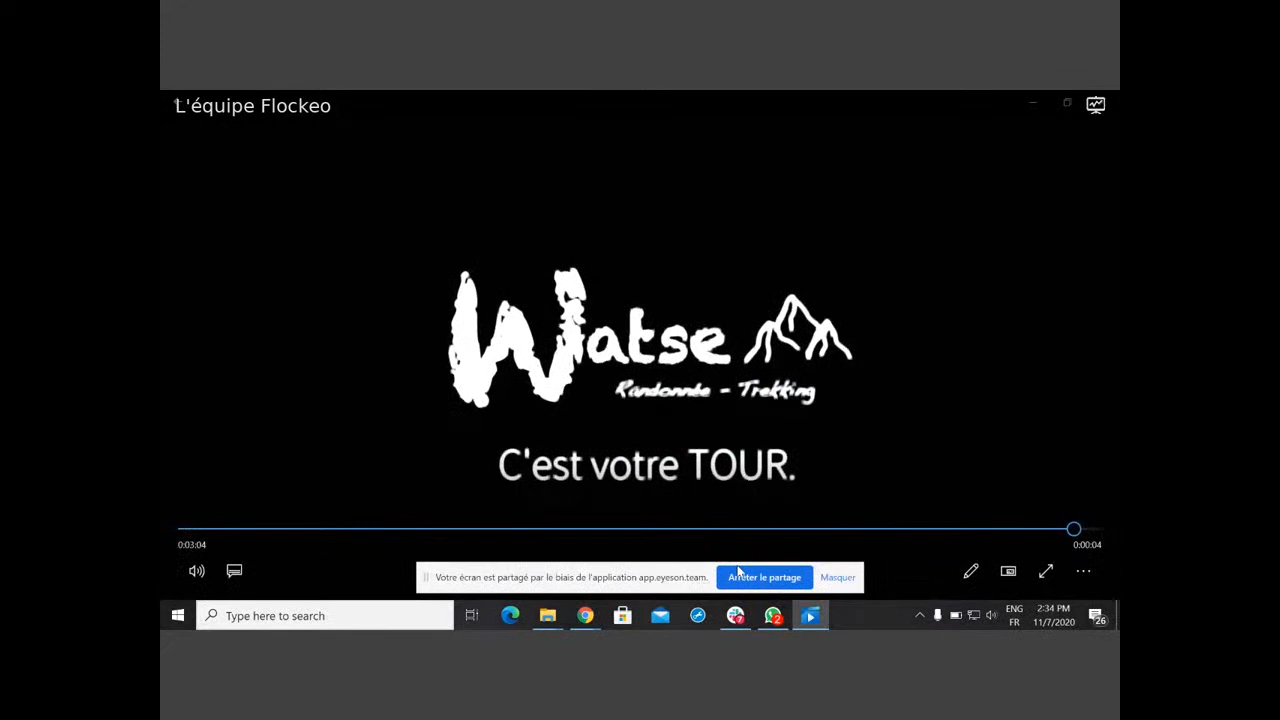 L'équipe Flockeo
Watse
Randonnée - Trekking
C'est votre TOUR.
0:03:04
0:00:04
Votre écran est partagé par le biais de l'application app.eyeson.team.
Arrêter le partage
Masquer
Type here to search
2
ENG
FR
2:34 PM
11/7/2020
26